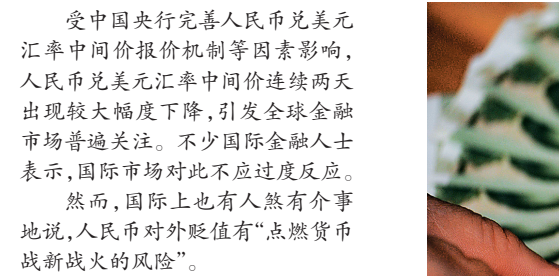 受中国央行完善人民币兑美元
汇率中间价报价机制等因素影响，
人民币兑美元汇率中间价连续两天
出现较大幅度下降，引发全球金融
市场普遍关注。不少国际金融人士
表示，国际市场对此不应过度反应。
然而，国际上也有人煞有介事
地说，人民币对外贬值有“点燃货币
战新战火的风险”。